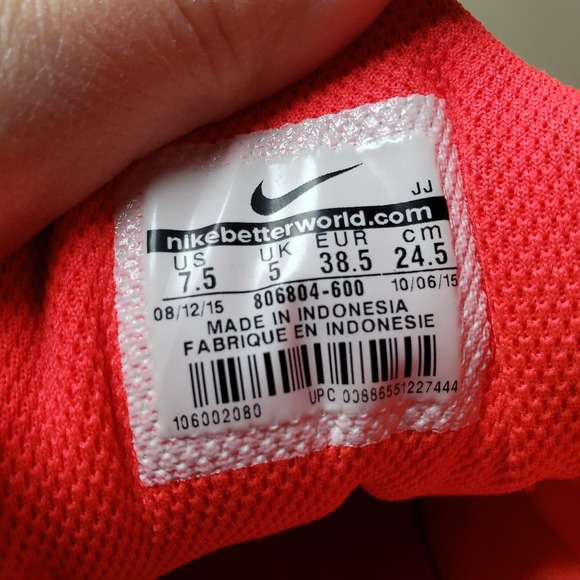 JJ
nikebetterworld.com
US UK EUR cm
7.5 5 38.5 24.5
08/12/15 806804-600 10/06/15
MADE IN INDONESIA
FABRIQUE EN INDONESIE
106002080 UPC 00886551227444